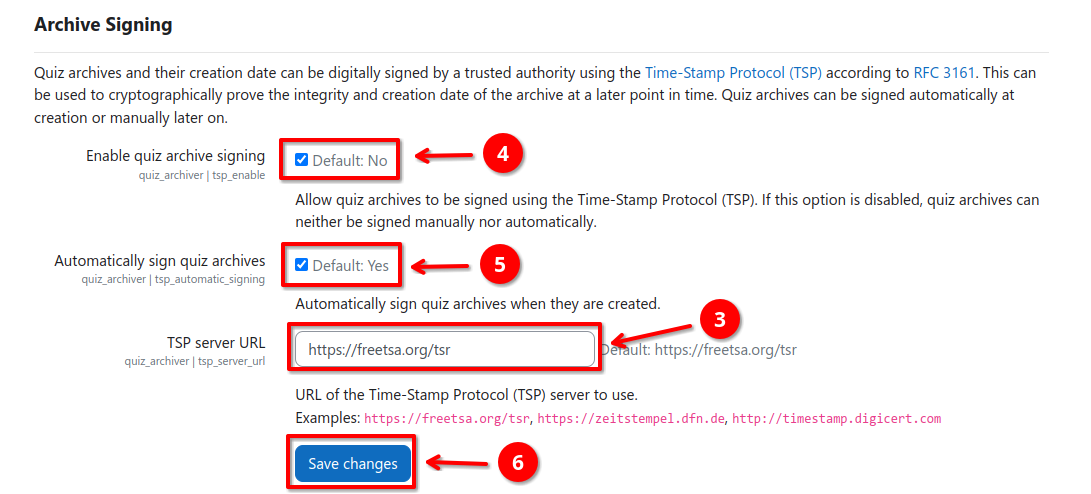 Archive Signing
Quiz archives and their creation date can be digitally signed by a trusted authority using the Time-Stamp Protocol (TSP) according to RFC 3161. This can
be used to cryptographically prove the integrity and creation date of the archive at a later point in time. Quiz archives can be signed automatically at
creation or manually later on.
Enable quiz archive signing
quiz_archiver | tsp_enable
Default: No
4
Allow quiz archives to be signed using the Time-Stamp Protocol (TSP). If this option is disabled, quiz archives can
neither be signed manually nor automatically.
Automatically sign quiz archives
quiz_archiver | tsp_automatic_signing
Default: Yes
5
Automatically sign quiz archives when they are created.
TSP server URL
quiz_archiver | tsp_server_url
https://freetsa.org/tsr
Default: https://freetsa.org/tsr
3
URL of the Time-Stamp Protocol (TSP) server to use.
Examples: https://freetsa.org/tsr, https://zeitstempel.dfn.de, http://timestamp.digicert.com
Save changes
6